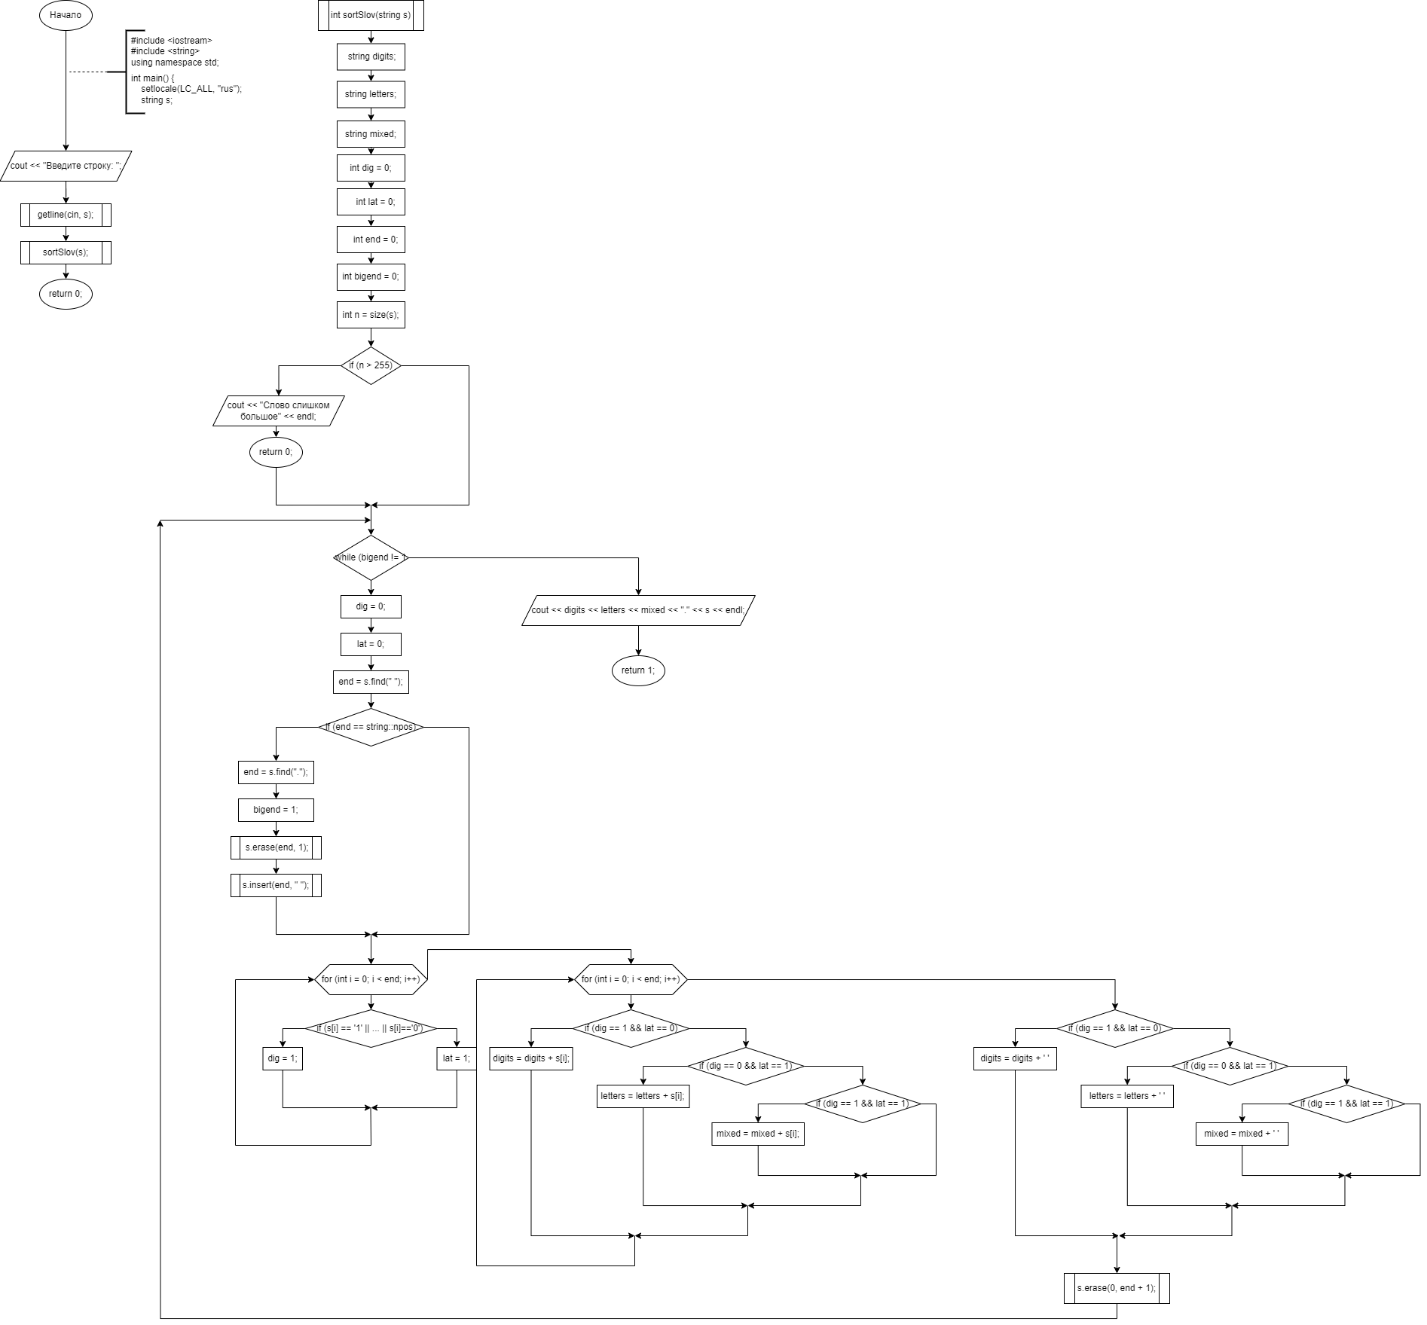 Начало
#include <iostream>
#include <string>
using namespace std;
int main() {
setlocale(LC_ALL, "rus");
string s;
cout << "Введите строку: ";
getline(cin, s);
sortSlov(s);
return 0;
int sortSlov(string s)
string digits;
string letters;
string mixed;
int dig = 0;
int lat = 0;
int end = 0;
int bigend = 0;
int n = size(s);
if (n > 255)
cout << "Слово слишком
большое" << endl;
return 0;
while (bigend != 1
cout << digits << letters << mixed << "." << s << endl;
return 1;
dig = 0;
lat = 0;
end = s.find(" ");
if (end == string::npos)
end = s.find(".");
bigend = 1;
s.erase(end, 1);
s.insert(end, " ");
for (int i = 0; i < end; i++)
if (s[i] == '1' || ... || s[i]=='0')
dig = 1;
lat = 1;
for (int i = 0; i < end; i++)
if (dig == 1 && lat == 0)
digits = digits + s[i];
if (dig == 0 && lat == 1)
letters = letters + s[i];
if (dig == 1 && lat == 1)
mixed = mixed + s[i];
if (dig == 1 && lat == 0)
digits = digits + ' '
if (dig == 0 && lat == 1)
letters = letters + ' '
if (dig == 1 && lat == 1)
mixed = mixed + ' '
s.erase(0, end + 1);